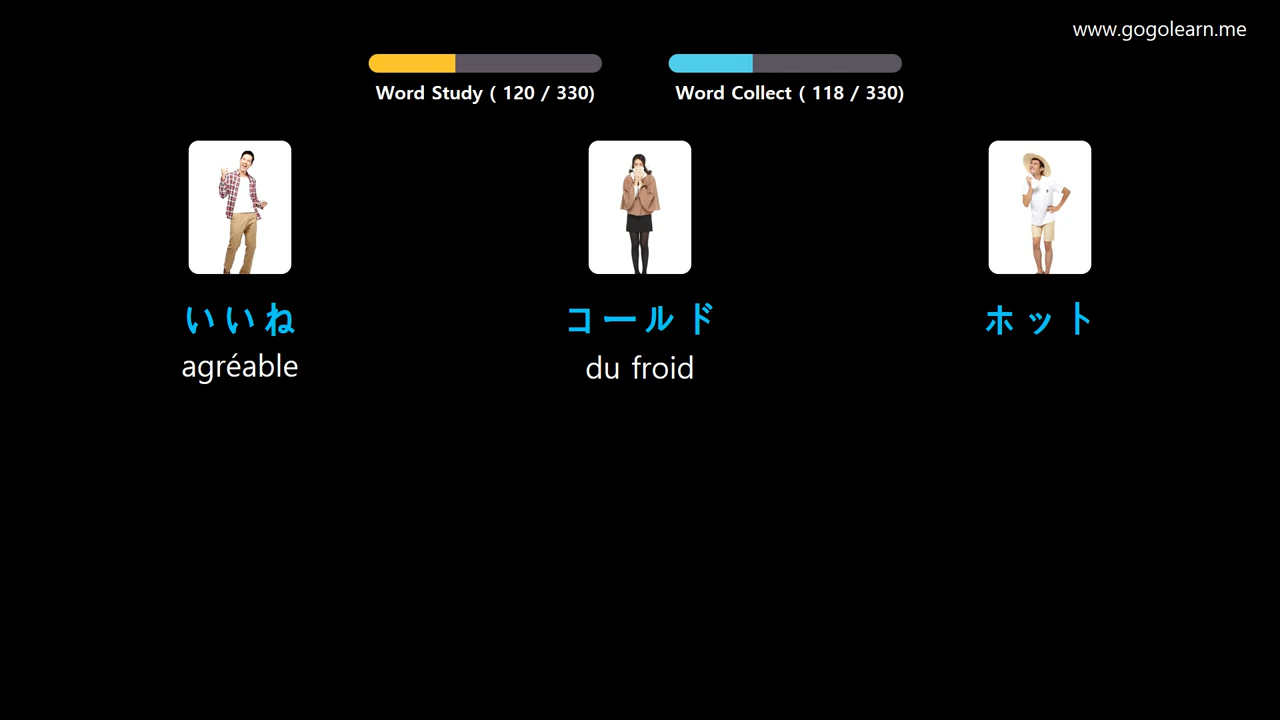 www.gogolearn.me
Word Study ( 120 / 330)
Word Collect ( 118 / 330)
いいね
コールド
ホット
agréable
du froid